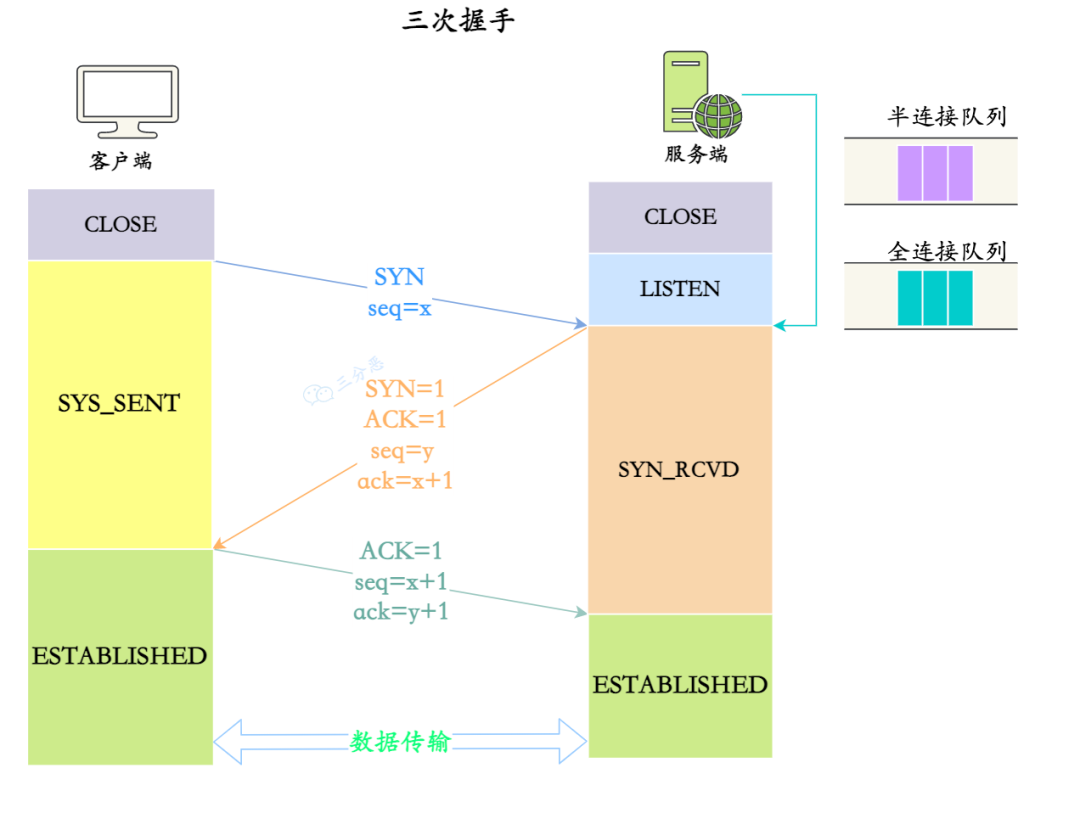 三次握手
客户端
服务端
半连接队列
全连接队列
CLOSE
CLOSE
LISTEN
SYN
seq=x
三分恶
SYS_SENT
SYN=1
ACK=1
seq=y
ack=x+1
SYN_RCVD
ACK=1
seq=x+1
ack=y+1
ESTABLISHED
ESTABLISHED
数据传输